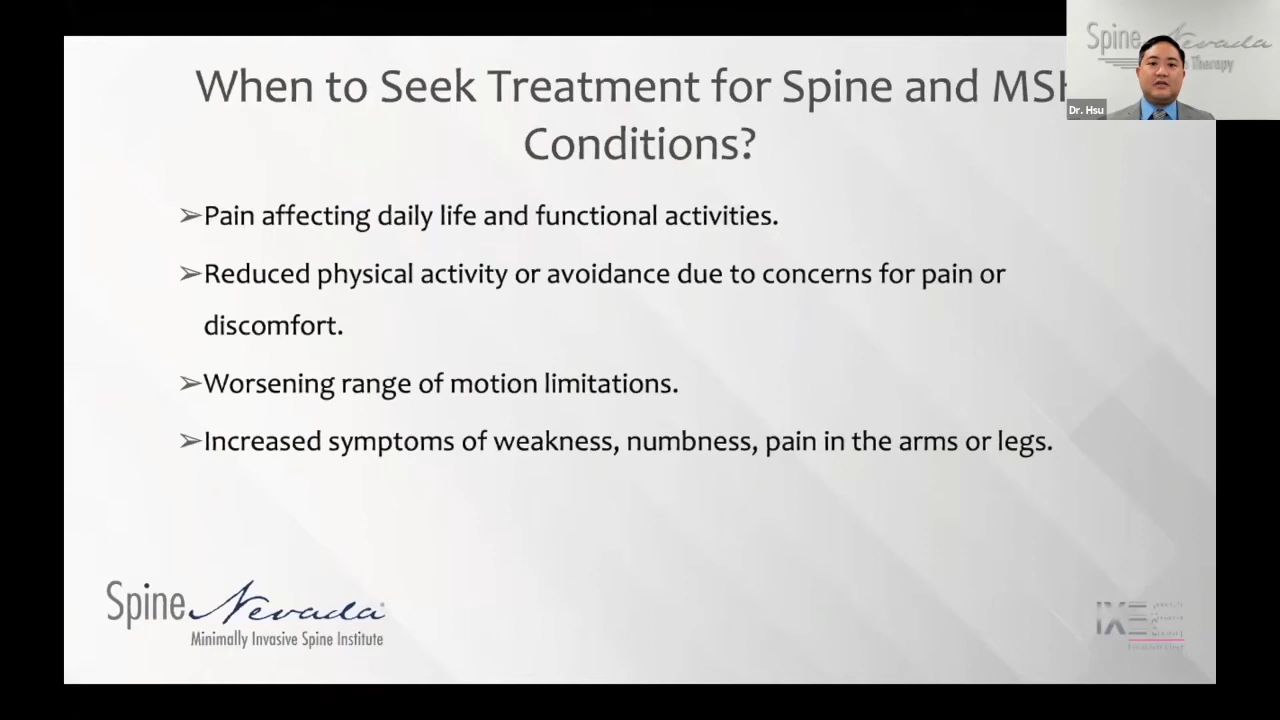 When to Seek Treatment for Spine and MSK
Conditions?
➢Pain affecting daily life and functional activities.
➢Reduced physical activity or avoidance due to concerns for pain or
discomfort.
➢Worsening range of motion limitations.
➢Increased symptoms of weakness, numbness, pain in the arms or legs.
Spine Nevada
Minimally Invasive Spine Institute
Spine Nevada
Therapy
Dr. Hsu